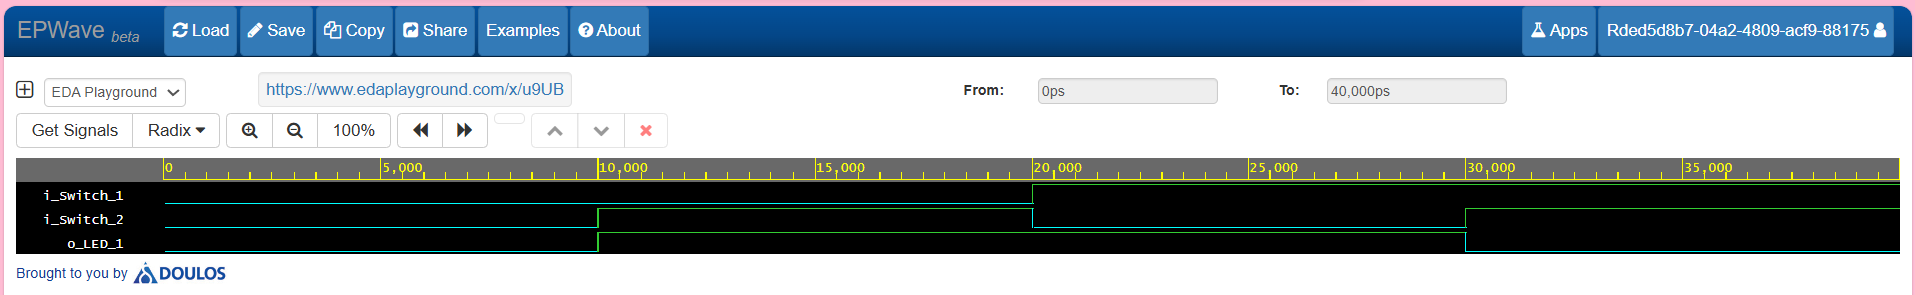 EPWave beta Load Save Copy Share Examples About Apps Rded5d8b7-04a2-4809-acf9-88175
EDA Playground https://www.edaplayground.com/x/u9UB From: 0ps To: 40,000ps
Get Signals Radix 100%
0 5,000 10,000 15,000 20,000 25,000 30,000 35,000
i_Switch_1
i_Switch_2
o_LED_1
Brought to you by DOULOS